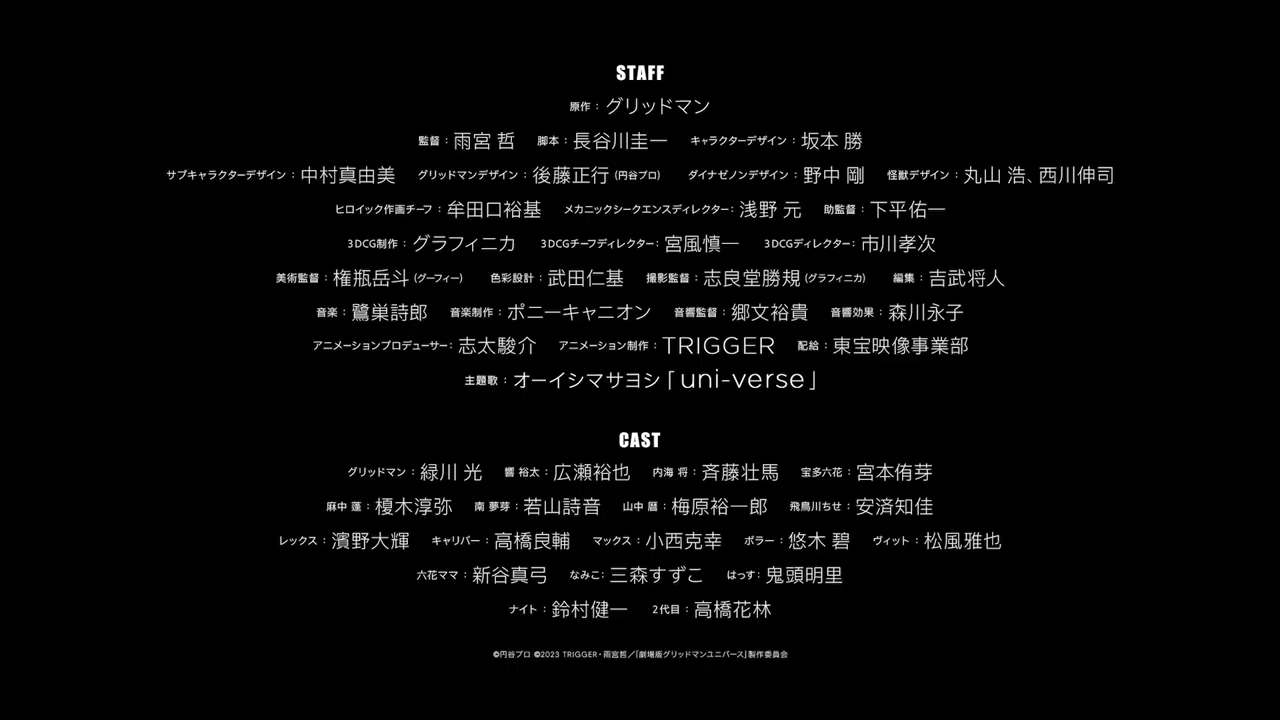 STAFF
原作：グリッドマン
監督：雨宮 哲　脚本：長谷川圭一　キャラクターデザイン：坂本 勝
サブキャラクターデザイン：中村真由美　グリッドマンデザイン：後藤正行（円谷プロ）　ダイナゼノンデザイン：野中 剛　怪獣デザイン：丸山 浩、西川伸司
ヒロイック作画チーフ：牟田口裕基　メカニックシークエンスディレクター：浅野 元　助監督：下平佑一
3DCG制作：グラフィニカ　3DCGチーフディレクター：宮風慎一　3DCGディレクター：市川孝次
美術監督：権瓶岳斗（グーフィー）　色彩設計：武田仁基　撮影監督：志良堂勝規（グラフィニカ）　編集：吉武将人
音楽：鷺巣詩郎　音楽制作：ポニーキャニオン　音響監督：郷文裕貴　音響効果：森川永子
アニメーションプロデューサー：志太駿介　アニメーション制作：TRIGGER　配給：東宝映像事業部
主題歌：オーイシマサヨシ「uni-verse」
CAST
グリッドマン：緑川 光　響 裕太：広瀬裕也　内海 将：斉藤壮馬　宝多六花：宮本侑芽
麻中 蓬：榎木淳弥　南 夢芽：若山詩音　山中 暦：梅原裕一郎　飛鳥川ちせ：安済知佳
レックス：濱野大輝　キャリバー：高橋良輔　マックス：小西克幸　ボラー：悠木 碧　ヴィット：松風雅也
六花ママ：新谷真弓　なみこ：三森すずこ　はっす：鬼頭明里
ナイト：鈴村健一　2代目：高橋花林
©円谷プロ ©2023 TRIGGER・雨宮哲／「劇場版グリッドマンユニバース」製作委員会